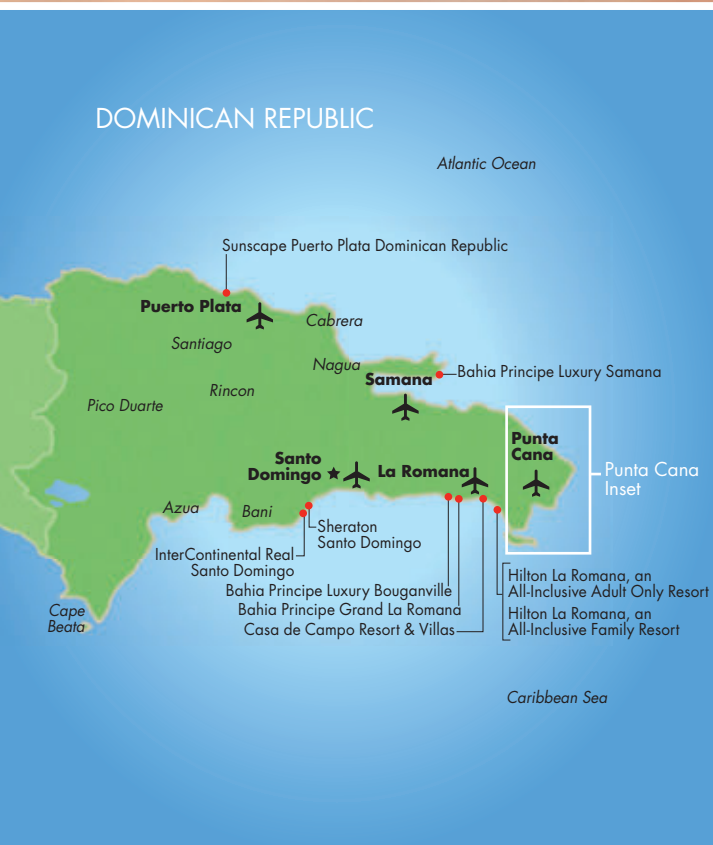 DOMINICAN REPUBLIC
Atlantic Ocean
Sunscape Puerto Plata Dominican Republic
Puerto Plata
Cabrera
Santiago
Nagua
Samana
Bahia Principe Luxury Samana
Rincon
Pico Duarte
Punta
Cana
Santo
Domingo
La Romana
Punta Cana
Inset
Azua
Bani
Sheraton
Santo Domingo
InterContinental Real
Santo Domingo
Bahia Principe Luxury Bouganville
Bahia Principe Grand La Romana
Casa de Campo Resort & Villas
Hilton La Romana, an
All-Inclusive Adult Only Resort
Hilton La Romana, an
All-Inclusive Family Resort
Cape
Beata
Caribbean Sea